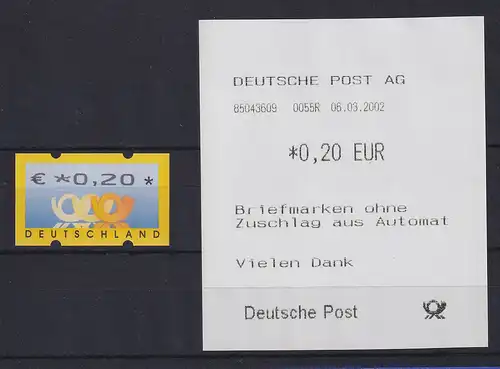 € *0,20 *
DEUTSCHLAND
DEUTSCHE POST AG
85043609 0055R 06.03.2002
*0,20 EUR
Briefmarken ohne
Zuschlag aus Automat
Vielen Dank
Deutsche Post